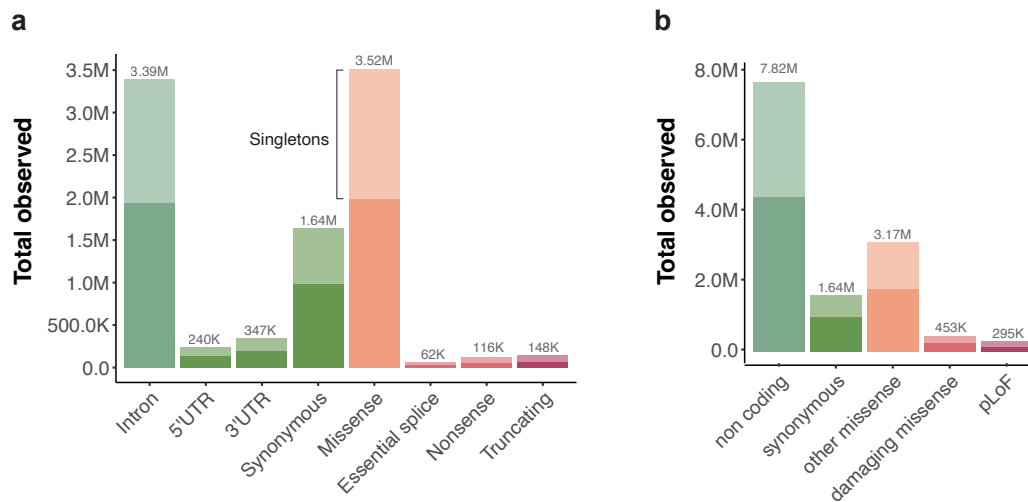 a
Total observed
3.5M
3.0M
2.5M
2.0M
1.5M
1.0M
500.0K
0.0
3.39M
240K
347K
1.64M
3.52M
62K
116K
148K
Singletons
Intron
5'UTR
3'UTR
Synonymous
Missense
Essential splice
Nonsense
Truncating
b
Total observed
8.0M
6.0M
4.0M
2.0M
0.0
7.82M
1.64M
3.17M
453K
295K
non coding
synonymous
other missense
damaging missense
pLoF